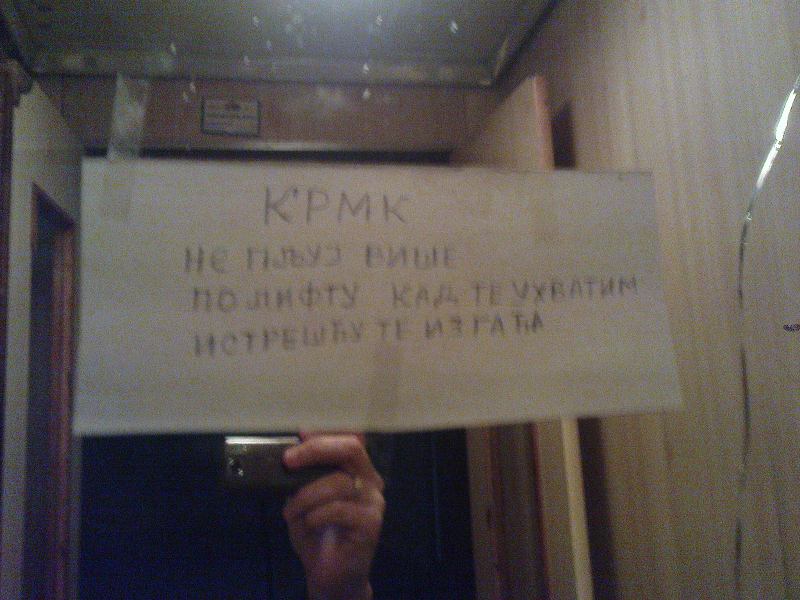 КРМК
НЕ ПЉУЈ ВИШЕ
ПО ЛИФТУ КАД ТЕ УХВАТИМ
ИСТРЕШЋУ ТЕ ИЗ ГАЋА